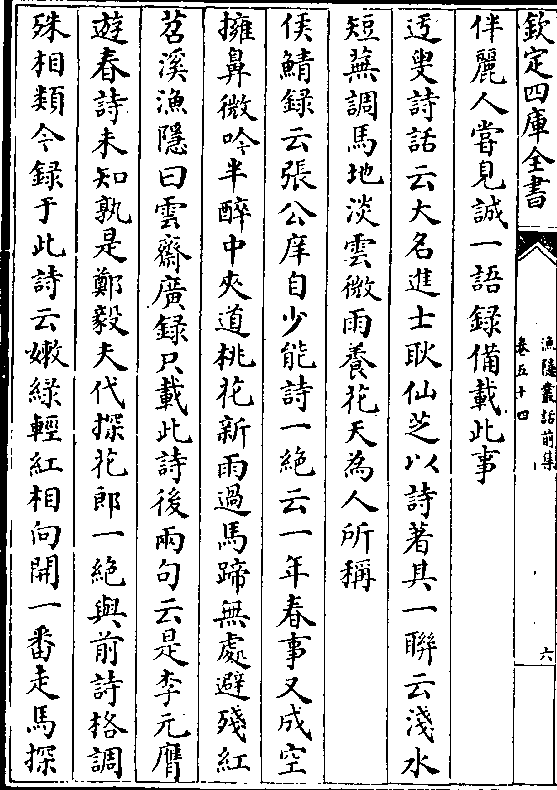 欽定四庫全書
漁隱叢話前集
卷五十四
六
伴麗人嘗見誠一語録備載此事
迂叟詩話云大名進士耿仙芝以詩著其一聯云淺水
短蕪調馬地淡雲微雨養花天為人所稱
侯鯖録云張公庠自少能詩一絶云一年春事又成空
擁鼻微吟半醉中夾道桃花新雨過馬蹄無處避殘紅
苕溪漁隱曰雲齋廣録只載此詩後兩句云是李元膺
遊春詩未知孰是鄭毅夫代探花郎一絶與前詩格調
殊相類今録于此詩云嫩緑輕紅相向開一番走馬探